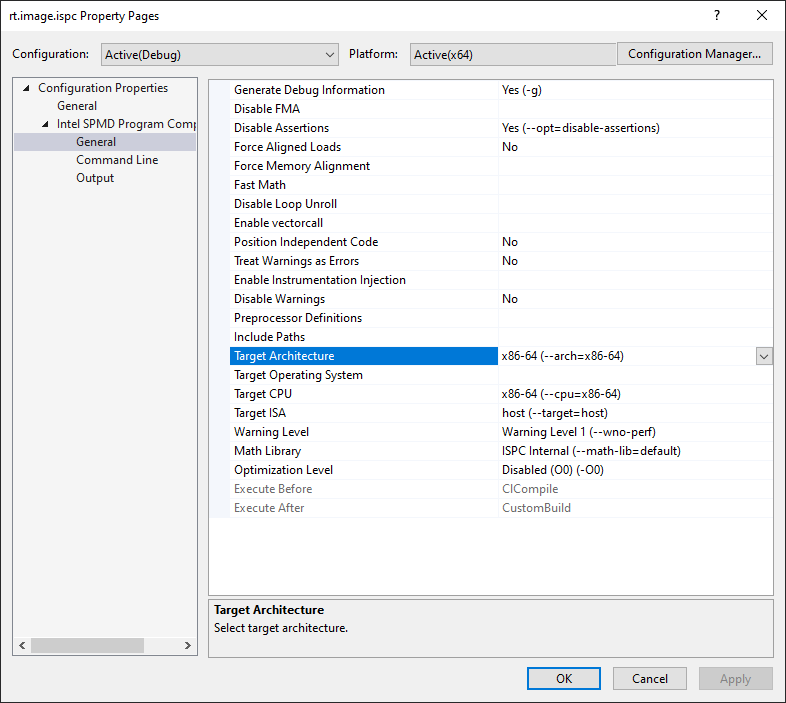 rt.image.ispc Property Pages
Configuration: Active(Debug) Platform: Active(x64) Configuration Manager...
Configuration Properties
General
Intel SPMD Program Comp
General
Command Line
Output
Generate Debug Information Yes (-g)
Disable FMA
Disable Assertions Yes (--opt=disable-assertions)
Force Aligned Loads No
Force Memory Alignment
Fast Math
Disable Loop Unroll
Enable vectorcall
Position Independent Code No
Treat Warnings as Errors No
Enable Instrumentation Injection
Disable Warnings No
Preprocessor Definitions
Include Paths
Target Architecture x86-64 (--arch=x86-64)
Target Operating System
Target CPU x86-64 (--cpu=x86-64)
Target ISA host (--target=host)
Warning Level Warning Level 1 (--wno-perf)
Math Library ISPC Internal (--math-lib=default)
Optimization Level Disabled (O0) (-O0)
Execute Before ClCompile
Execute After CustomBuild
Target Architecture
Select target architecture.
OK Cancel Apply